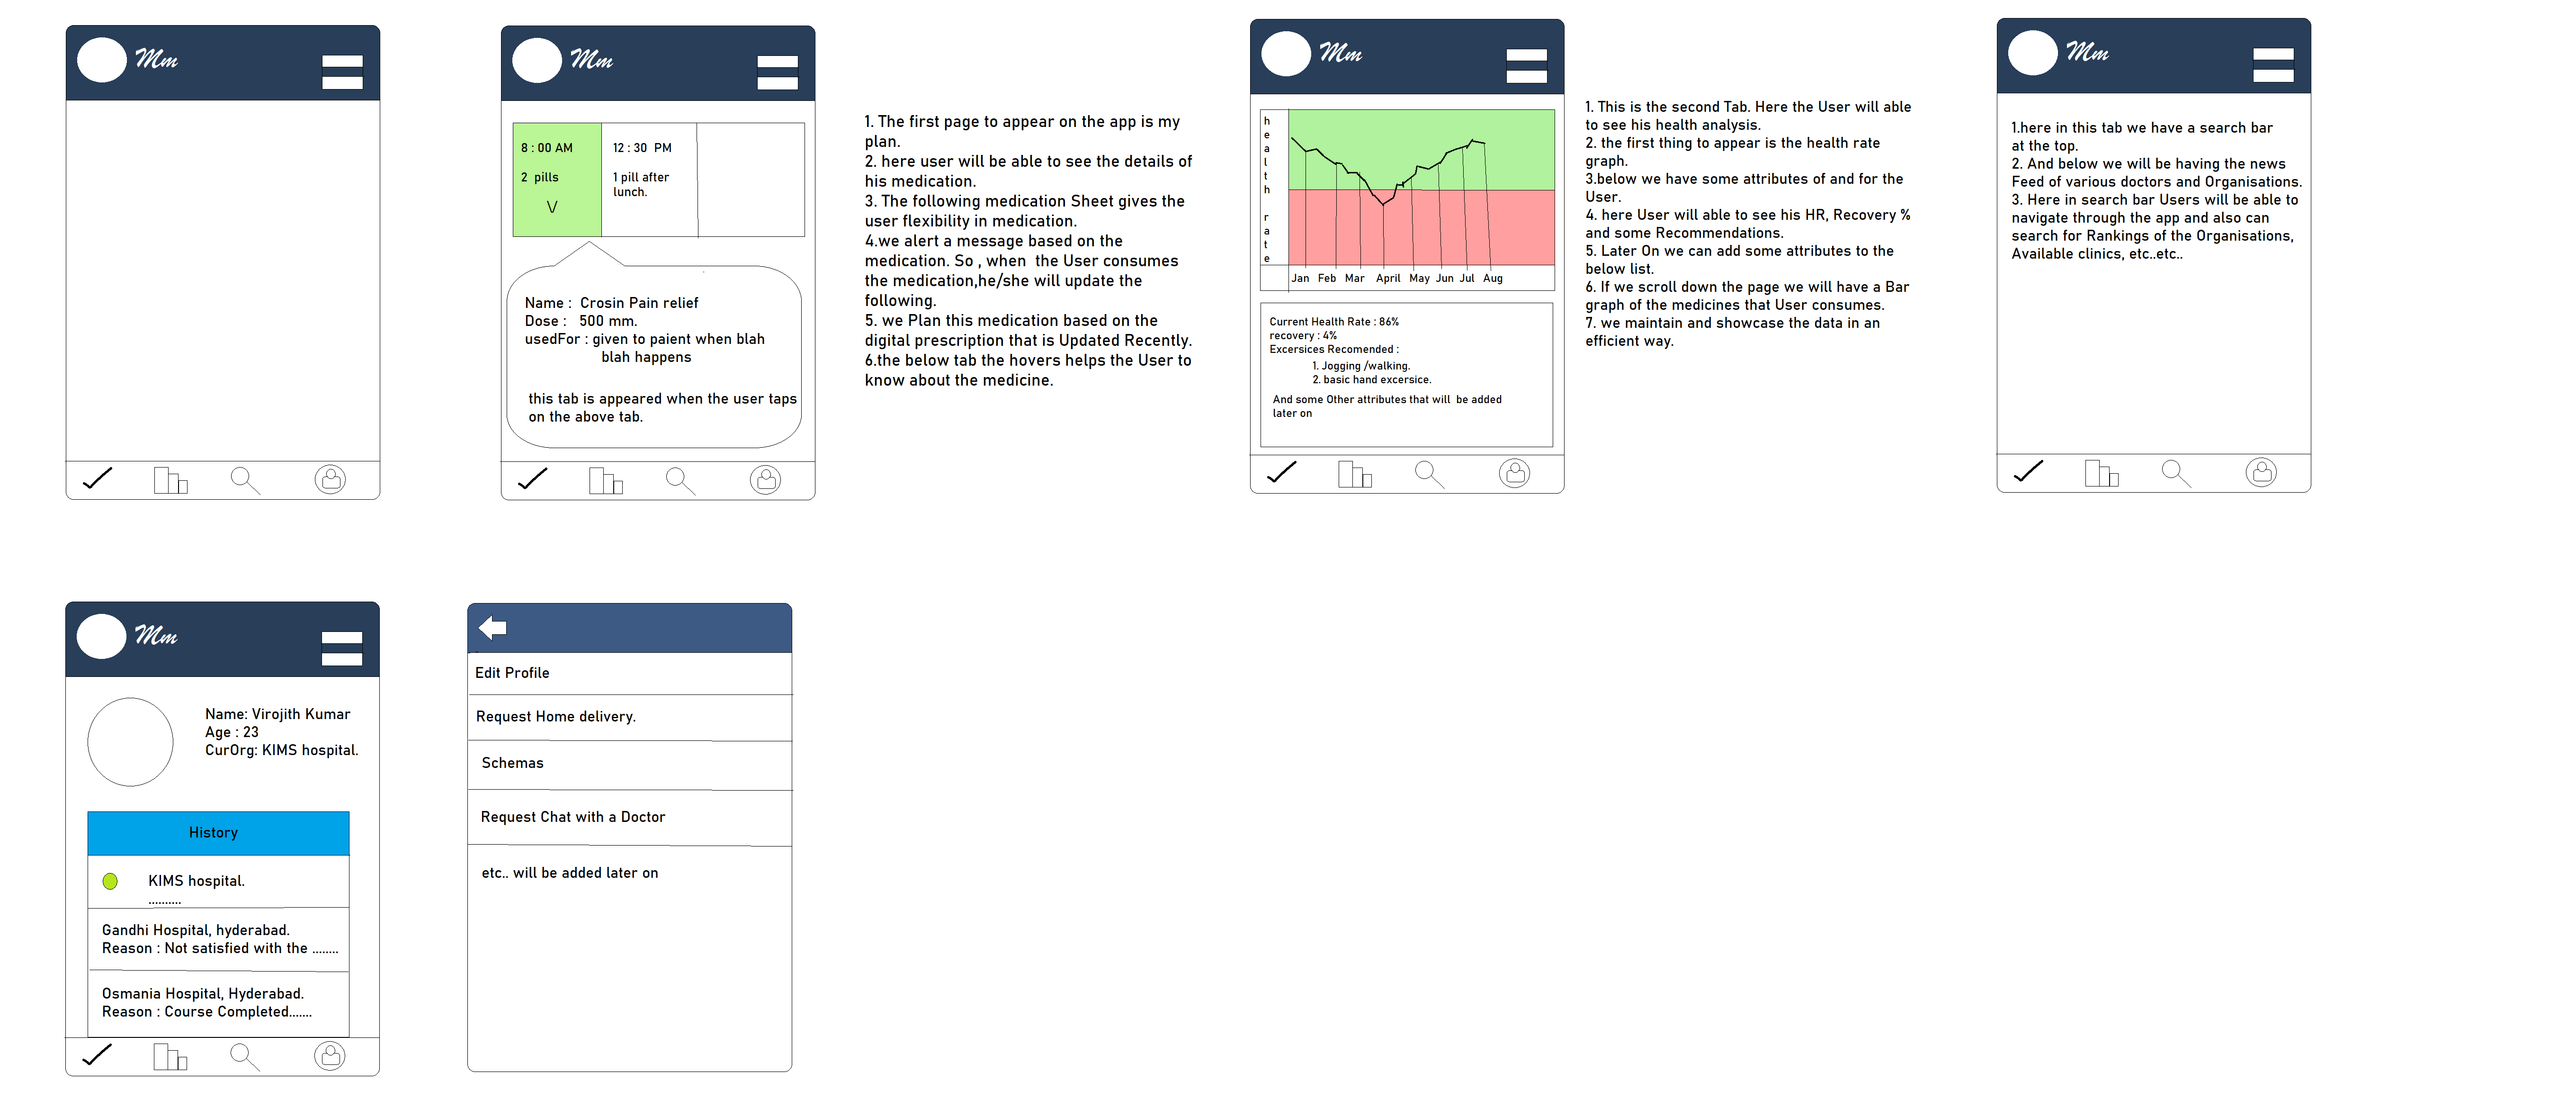 Mm
Mm
8 : 00 AM
2 pills
\/
12 : 30 PM
1 pill after
lunch.
Name : Crosin Pain relief
Dose : 500 mm.
usedFor : given to paient when blah
blah happens
this tab is appeared when the user taps
on the above tab.
1. The first page to appear on the app is my
plan.
2. here user will be able to see the details of
his medication.
3. The following medication Sheet gives the
user flexibility in medication.
4.we alert a message based on the
medication. So , when the User consumes
the medication,he/she will update the
following.
5. we Plan this medication based on the
digital prescription that is Updated Recently.
6.the below tab the hovers helps the User to
know about the medicine.
Mm
health rate
Jan Feb Mar April May Jun Jul Aug
Current Health Rate : 86%
recovery : 4%
Excersices Recomended :
1. Jogging /walking.
2. basic hand excersice.
And some Other attributes that will be added
later on
1. This is the second Tab. Here the User will able
to see his health analysis.
2. the first thing to appear is the health rate
graph.
3.below we have some attributes of and for the
User.
4. here User will able to see his HR, Recovery %
and some Recommendations.
5. Later On we can add some attributes to the
below list.
6. If we scroll down the page we will have a Bar
graph of the medicines that User consumes.
7. we maintain and showcase the data in an
efficient way.
Mm
1.here in this tab we have a search bar
at the top.
2. And below we will be having the news
Feed of various doctors and Organisations.
3. Here in search bar Users will be able to
navigate through the app and also can
search for Rankings of the Organisations,
Available clinics, etc..etc..
Mm
Name: Virojith Kumar
Age : 23
CurOrg: KIMS hospital.
History
KIMS hospital.
..........
Gandhi Hospital, hyderabad.
Reason : Not satisfied with the ........
Osmania Hospital, Hyderabad.
Reason : Course Completed.......
Edit Profile
Request Home delivery.
Schemas
Request Chat with a Doctor
etc.. will be added later on